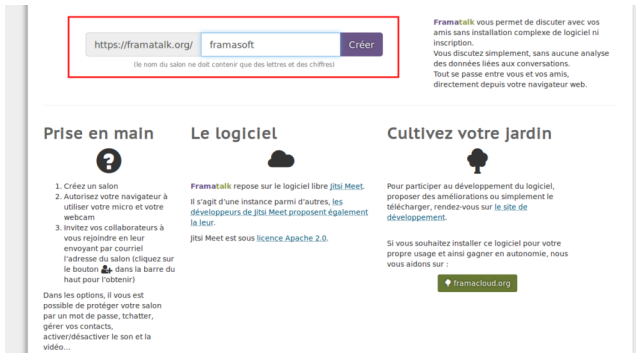 https://framatalk.org/ framasoft Créer
(le nom du salon ne doit contenir que des lettres et des chiffres)
Framatalk vous permet de discuter avec vos
amis sans installation complexe de logiciel ni
inscription.
Vous discutez simplement, sans aucune analyse
des données liées aux conversations.
Tout se passe entre vous et vos amis,
directement depuis votre navigateur web.
Prise en main
1. Créez un salon
2. Autorisez votre navigateur à
utiliser votre micro et votre
webcam
3. Invitez vos collaborateurs à
vous rejoindre en leur
envoyant par courriel
l'adresse du salon (cliquez sur
le bouton dans la barre du
haut pour l'obtenir)
Dans les options, il vous est
possible de protéger votre salon
par un mot de passe, tchatter,
gérer vos contacts,
activer/désactiver le son et la
vidéo...
Le logiciel
Framatalk repose sur le logiciel libre Jitsi Meet.
Il s'agit d'une instance parmi d'autres, les
développeurs de Jitsi Meet proposent également
la leur.
Jitsi Meet est sous licence Apache 2.0.
Cultivez votre jardin
Pour participer au développement du logiciel,
proposer des améliorations ou simplement le
télécharger, rendez-vous sur le site de
développement.
Si vous souhaitez installer ce logiciel pour votre
propre usage et ainsi gagner en autonomie, nous
vous aidons sur :
framacloud.org